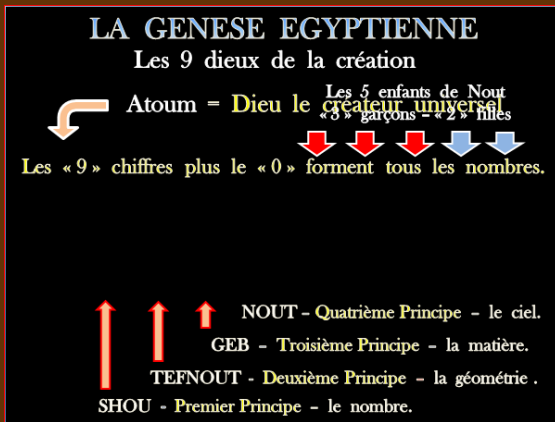 LA GENESE EGYPTIENNE
Les 9 dieux de la création
Les 5 enfants de Nout
Atoum = Dieu le créateur universel
« 3 » garçons – « 2 » filles
Les « 9 » chiffres plus le « 0 » forment tous les nombres.
NOUT – Quatrième Principe – le ciel.
GEB – Troisième Principe – la matière.
TEFNOUT - Deuxième Principe – la géométrie .
SHOU - Premier Principe – le nombre.